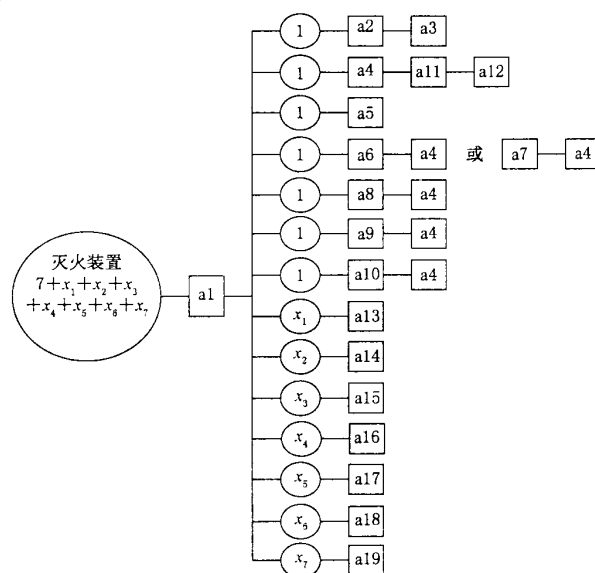 1 a2 a3
1 a4 a11 a12
1 a5
1 a6 a4 或 a7 a4
1 a8 a4
1 a9 a4
灭火装置
7+x₁+x₂+x₃
+x₄+x₅+x₆+x₇
a1
1 a10 a4
x₁ a13
x₂ a14
x₃ a15
x₄ a16
x₅ a17
x₆ a18
x₇ a19